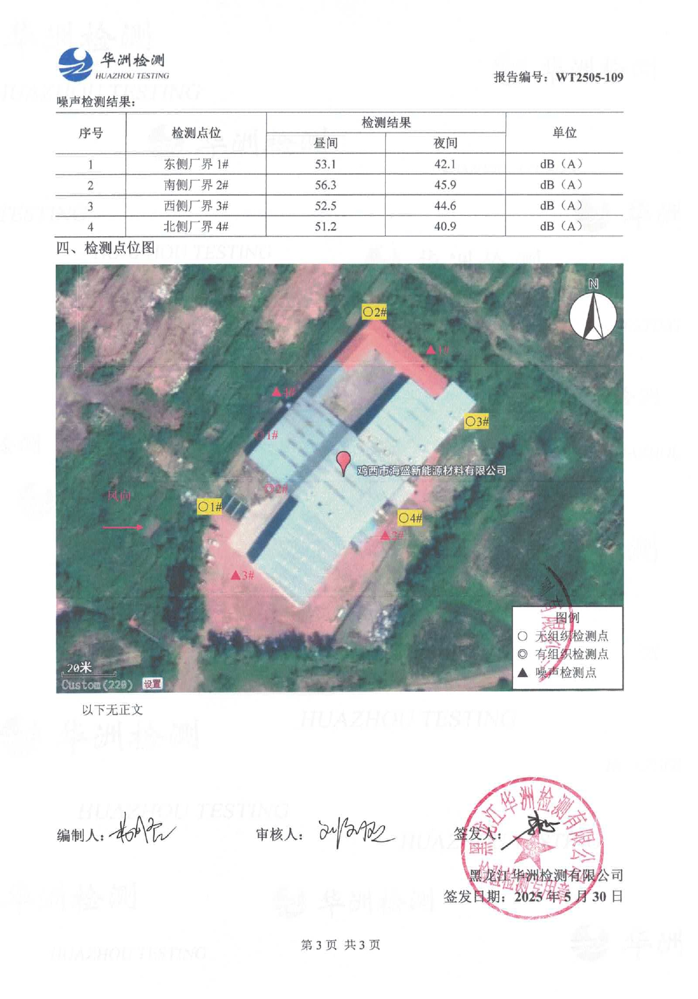 华洲检测
HUAZHOU TESTING
报告编号：WT2505-109
噪声检测结果：
序号 检测点位 检测结果 单位
昼间 夜间
1 东侧厂界 1# 53.1 42.1 dB（A）
2 南侧厂界 2# 56.3 45.9 dB（A）
3 西侧厂界 3# 52.5 44.6 dB（A）
4 北侧厂界 4# 51.2 40.9 dB（A）
四、检测点位图
N
○2#
▲1#
▲4#
○3#
◎1#
鸡西市海盛新能源材料有限公司
◎2#
风向
○1#
○4#
▲2#
▲3#
图例
○ 无组织检测点
◎ 有组织检测点
▲ 噪声检测点
20米
Custom(220) 设置
以下无正文
编制人：
审核人：
签发人：
黑龙江华洲检测有限公司
检验检测专用章
黑龙江华洲检测有限公司
签发日期：2025 年 5 月 30 日
第 3 页 共 3 页